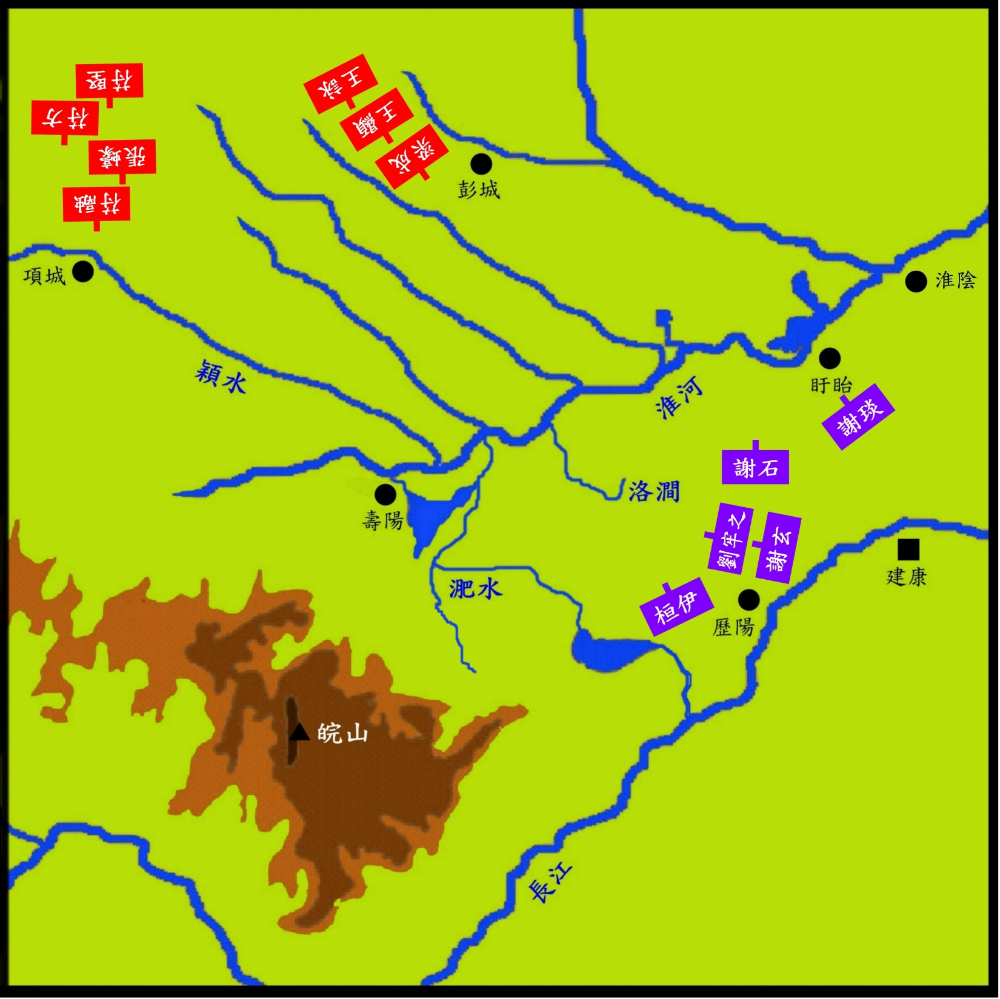 苻堅
王詠
苻方
王顯
張蠔
梁成
苻融
彭城
項城
淮陰
潁水
盱眙
淮河
謝琰
謝石
洛澗
壽陽
劉牢之
謝玄
建康
淝水
桓伊
歷陽
皖山
長江